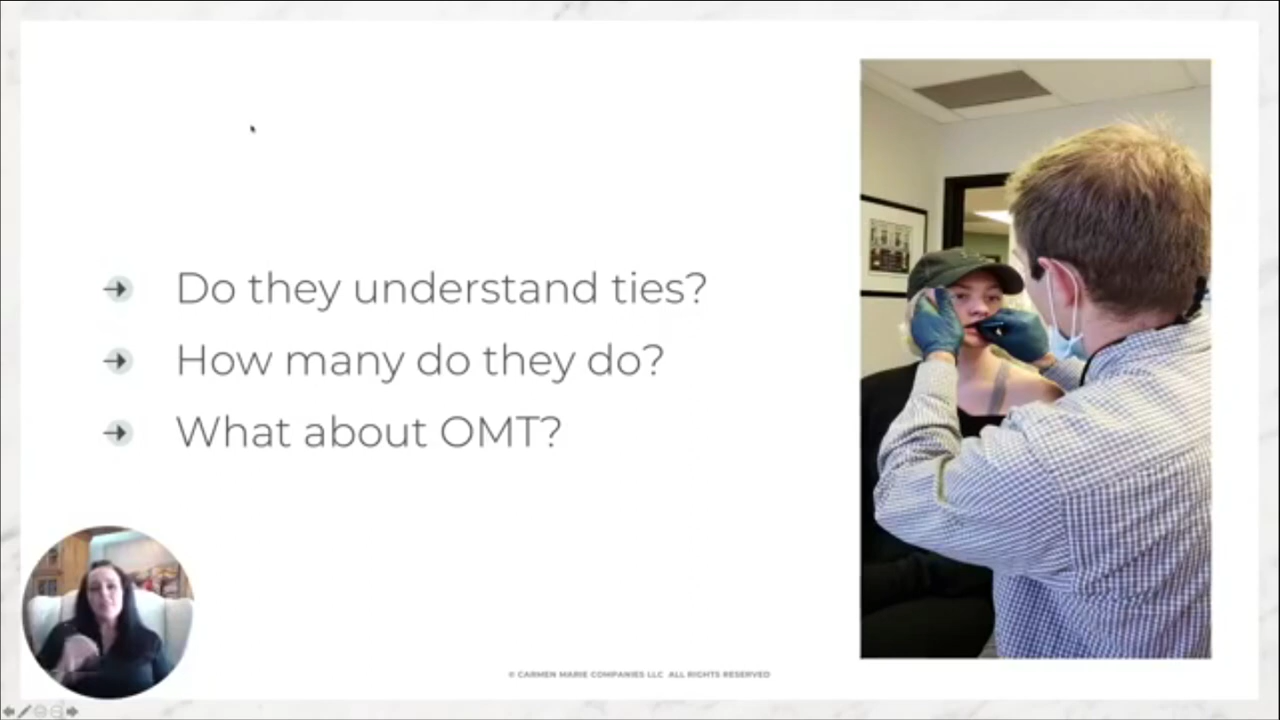 Do they understand ties?
How many do they do?
What about OMT?
© CARMEN MARIE COMPANIES LLC ALL RIGHTS RESERVED